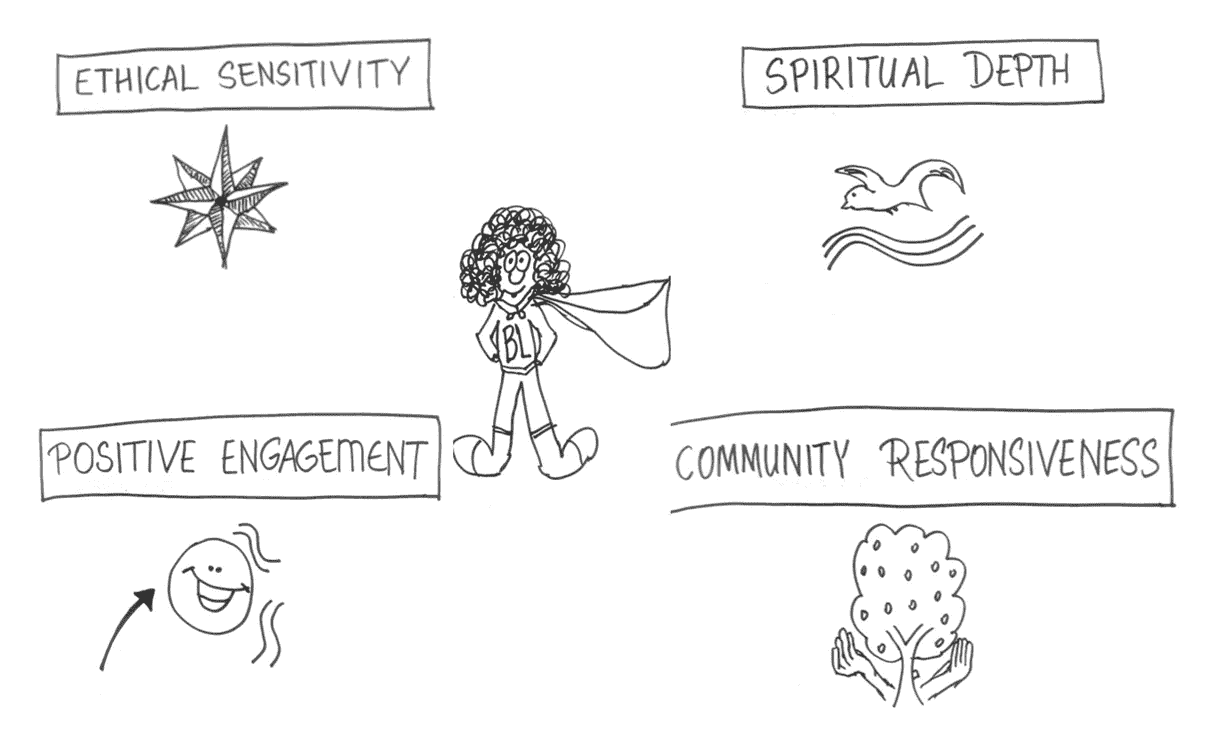 ETHICAL SENSITIVITY
SPIRITUAL DEPTH
BL
POSITIVE ENGAGEMENT
COMMUNITY RESPONSIVENESS